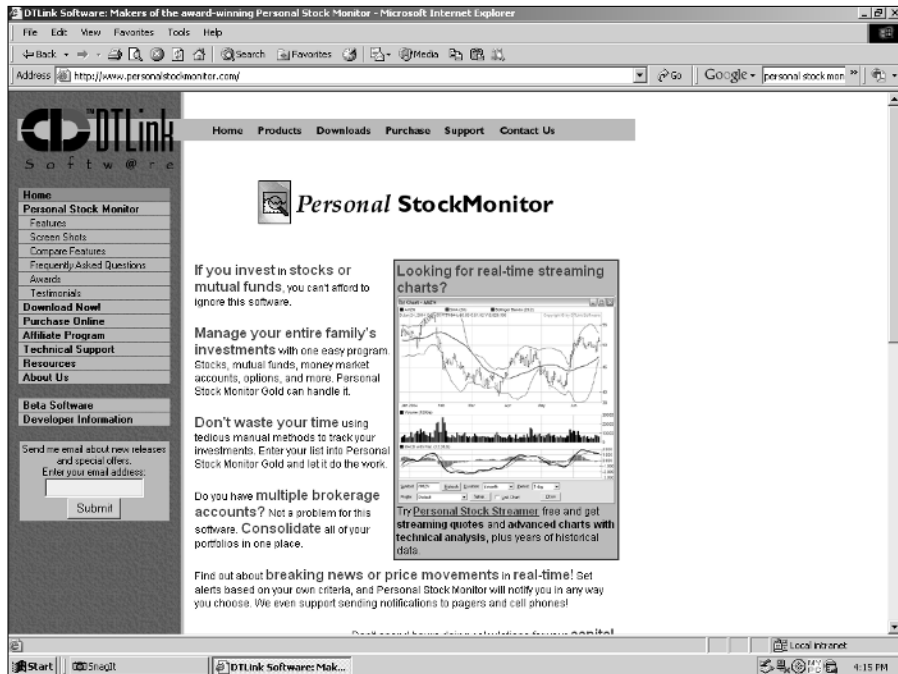 DTLink Software: Makers of the award-winning Personal Stock Monitor - Microsoft Internet Explorer
File Edit View Favorites Tools Help
Back Search Favorites Media
Address http://www.personalstockmonitor.com/ Go Google personal stock mon
DTLink
Softw@re
Home Products Downloads Purchase Support Contact Us
Personal StockMonitor
Home
Personal Stock Monitor
Features
Screen Shots
Compare Features
Frequently Asked Questions
Awards
Testimonials
Download Now!
Purchase Online
Affiliate Program
Technical Support
Resources
About Us
Beta Software
Developer Information
Send me email about new releases
and special offers.
Enter your email address:
Submit
If you invest in stocks or
mutual funds, you can't afford to
ignore this software.
Manage your entire family's
investments with one easy program.
Stocks, mutual funds, money market
accounts, options, and more. Personal
Stock Monitor Gold can handle it.
Don't waste your time using
tedious manual methods to track your
investments. Enter your list into Personal
Stock Monitor Gold and let it do the work.
Do you have multiple brokerage
accounts? Not a problem for this
software. Consolidate all of your
portfolios in one place.
Looking for real-time streaming
charts?
Try Personal Stock Streamer free and get
streaming quotes and advanced charts with
technical analysis, plus years of historical
data.
Find out about breaking news or price movements in real-time! Set
alerts based on your own criteria, and Personal Stock Monitor will notify you in any way
you choose. We even support sending notifications to pagers and cell phones!
Local intranet
Start SnagIt DTLink Software: Mak... 4:15 PM